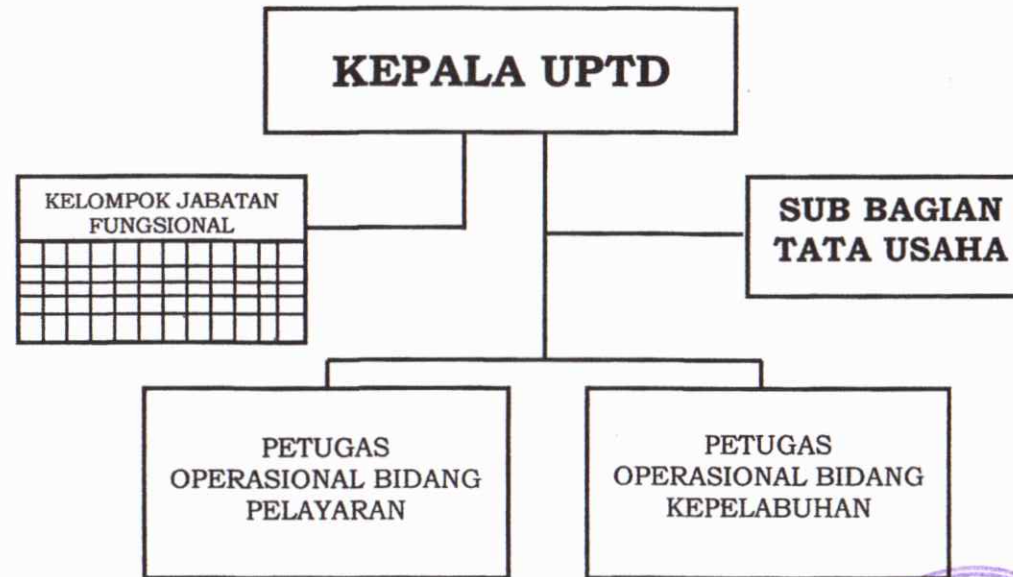 KEPALA UPTD
KELOMPOK JABATAN
FUNGSIONAL
SUB BAGIAN
TATA USAHA
PETUGAS
OPERASIONAL BIDANG
PELAYARAN
PETUGAS
OPERASIONAL BIDANG
KEPELABUHAN